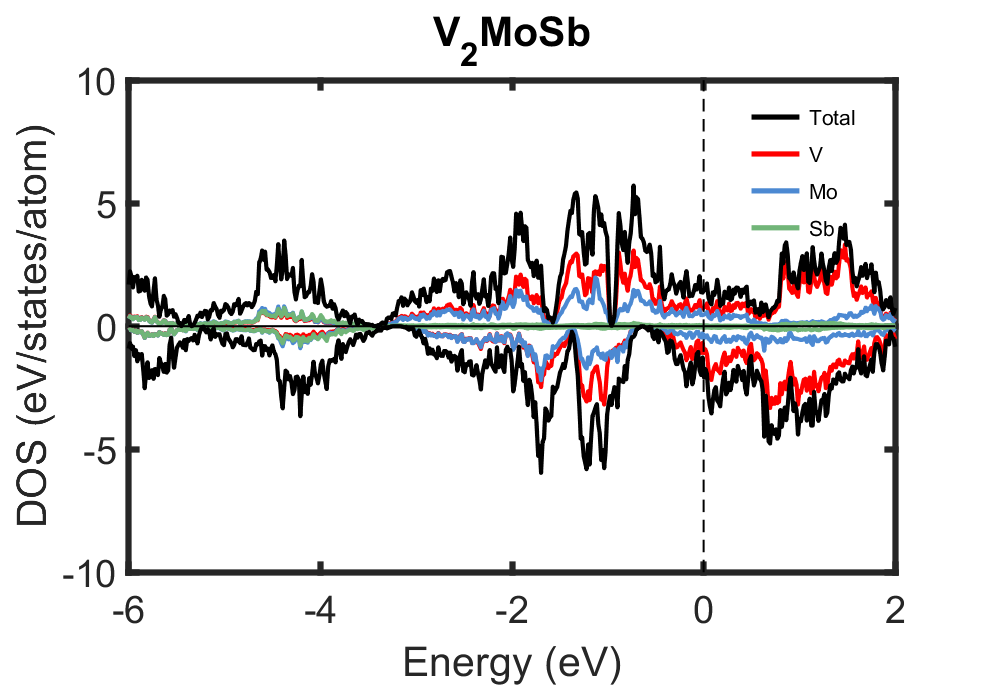 V₂MoSb
DOS (eV/states/atom)
10
5
0
-5
-10
Total
V
Mo
Sb
-6
-4
-2
0
2
Energy (eV)